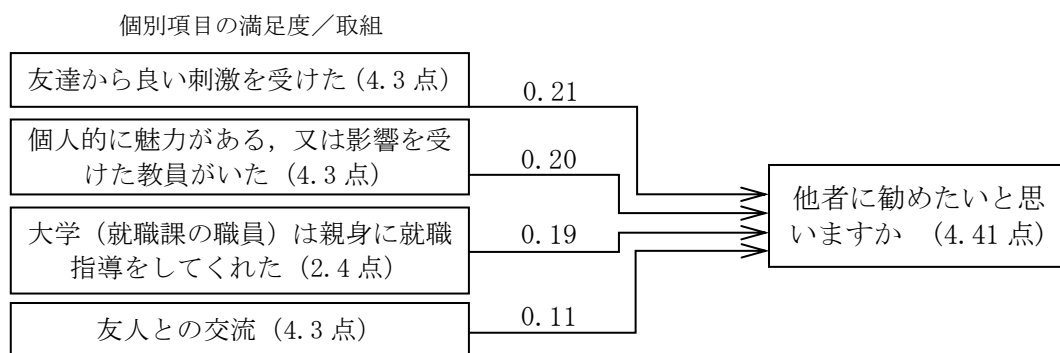 個別項目の満足度／取組
友達から良い刺激を受けた（4.3 点）
0.21
個人的に魅力がある，又は影響を受
けた教員がいた（4.3 点）
0.20
大学（就職課の職員）は親身に就職
指導をしてくれた（2.4 点）
0.19
友人との交流（4.3 点）
0.11
他者に勧めたいと思
いますか　（4.41 点）